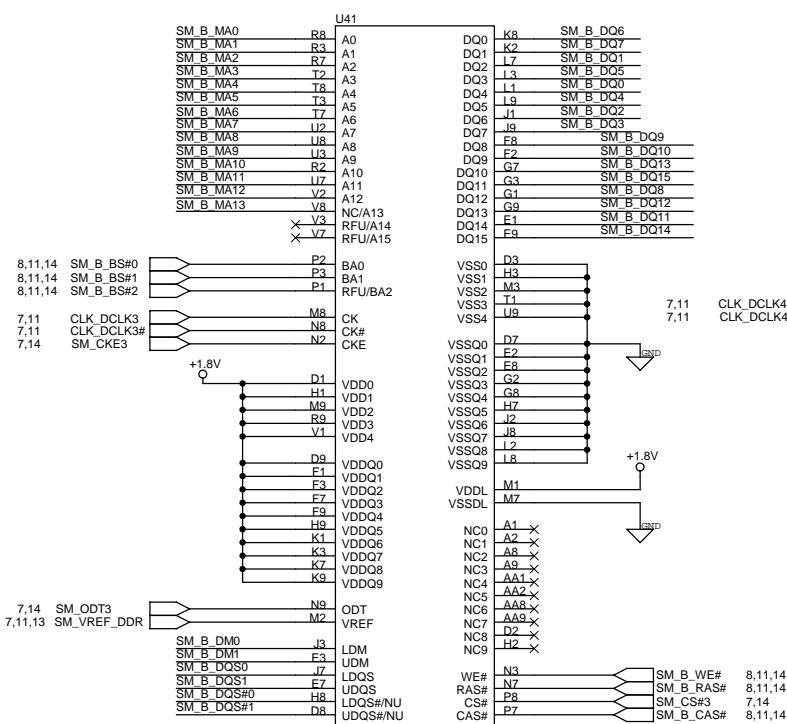 U41
SM_B_MA0 R8 A0
SM_B_MA1 R3 A1
SM_B_MA2 R7 A2
SM_B_MA3 T2 A3
SM_B_MA4 T8 A4
SM_B_MA5 T3 A5
SM_B_MA6 T7 A6
SM_B_MA7 U2 A7
SM_B_MA8 U8 A8
SM_B_MA9 U3 A9
SM_B_MA10 R2 A10
SM_B_MA11 U7 A11
SM_B_MA12 V2 A12
SM_B_MA13 V8 NC/A13
V3 RFU/A14
V7 RFU/A15
8,11,14 SM_B_BS#0 P2 BA0
8,11,14 SM_B_BS#1 P3 BA1
8,11,14 SM_B_BS#2 P1 RFU/BA2
7,11 CLK_DCLK3 M8 CK
7,11 CLK_DCLK3# N8 CK#
7,14 SM_CKE3 N2 CKE
+1.8V
D1 VDD0
H1 VDD1
M9 VDD2
R9 VDD3
V1 VDD4
D9 VDDQ0
F1 VDDQ1
F3 VDDQ2
F7 VDDQ3
F9 VDDQ4
H9 VDDQ5
K1 VDDQ6
K3 VDDQ7
K7 VDDQ8
K9 VDDQ9
7,14 SM_ODT3 N9 ODT
7,11,13 SM_VREF_DDR M2 VREF
SM_B_DM0 J3 LDM
SM_B_DM1 E3 UDM
SM_B_DQS0 J7 LDQS
SM_B_DQS1 E7 UDQS
SM_B_DQS#0 H8 LDQS#/NU
SM_B_DQS#1 D8 UDQS#/NU
DQ0 K8 SM_B_DQ6
DQ1 K2 SM_B_DQ7
DQ2 L7 SM_B_DQ1
DQ3 L3 SM_B_DQ5
DQ4 L1 SM_B_DQ0
DQ5 L9 SM_B_DQ4
DQ6 J1 SM_B_DQ2
DQ7 J9 SM_B_DQ3
DQ8 F8 SM_B_DQ9
DQ9 F2 SM_B_DQ10
DQ10 G7 SM_B_DQ13
DQ11 G3 SM_B_DQ15
DQ12 G1 SM_B_DQ8
DQ13 G9 SM_B_DQ12
DQ14 E1 SM_B_DQ11
DQ15 E9 SM_B_DQ14
VSS0 D3
VSS1 H3
VSS2 M3
VSS3 T1
VSS4 U9
7,11 CLK_DCLK4
7,11 CLK_DCLK4
VSSQ0 D7
VSSQ1 E2
VSSQ2 E8
VSSQ3 G2
VSSQ4 G8
VSSQ5 H7
VSSQ6 J2
VSSQ7 J8
VSSQ8 L2
VSSQ9 L8
GND
+1.8V
VDDL M1
VSSDL M7
GND
NC0 A1
NC1 A2
NC2 A8
NC3 A9
NC4 AA1
NC5 AA2
NC6 AA8
NC7 AA9
NC8 D2
NC9 H2
WE# N3 SM_B_WE# 8,11,14
RAS# N7 SM_B_RAS# 8,11,14
CS# P8 SM_CS#3 7,14
CAS# P7 SM_B_CAS# 8,11,14